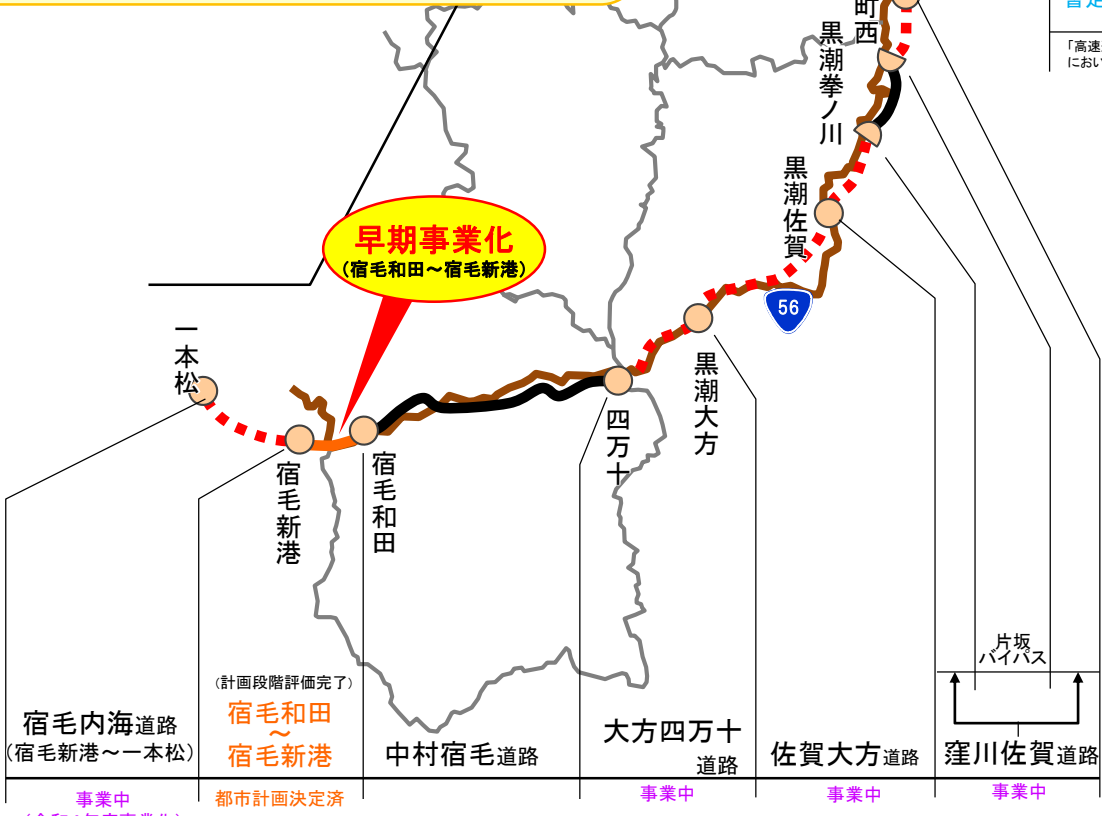 町西
「高速
におい
黒潮拳ノ川
黒潮佐賀
早期事業化
(宿毛和田～宿毛新港)
56
一本松
黒潮大方
四万十
宿毛和田
宿毛新港
片坂
バイパス
(計画段階評価完了)
宿毛和田
～
宿毛新港
宿毛内海道路
(宿毛新港～一本松)
中村宿毛道路
大方四万十
道路
佐賀大方道路
窪川佐賀道路
事業中
都市計画決定済
事業中
事業中
事業中